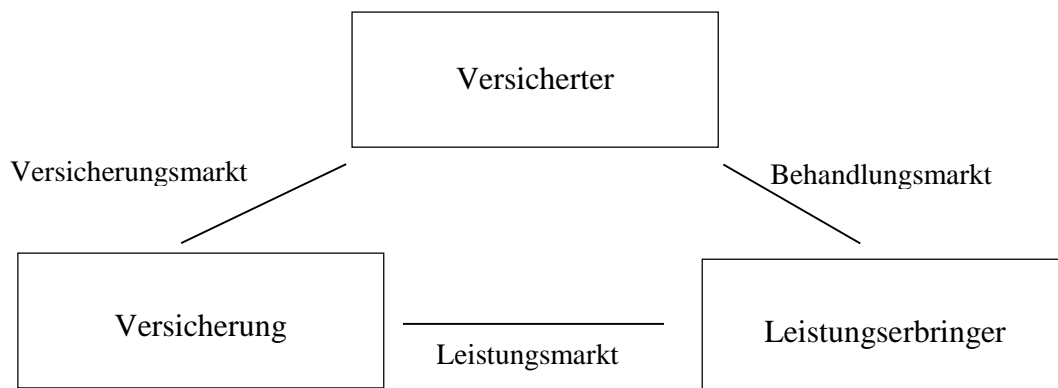 Versicherter
Versicherungsmarkt
Behandlungsmarkt
Versicherung
Leistungserbringer
Leistungsmarkt